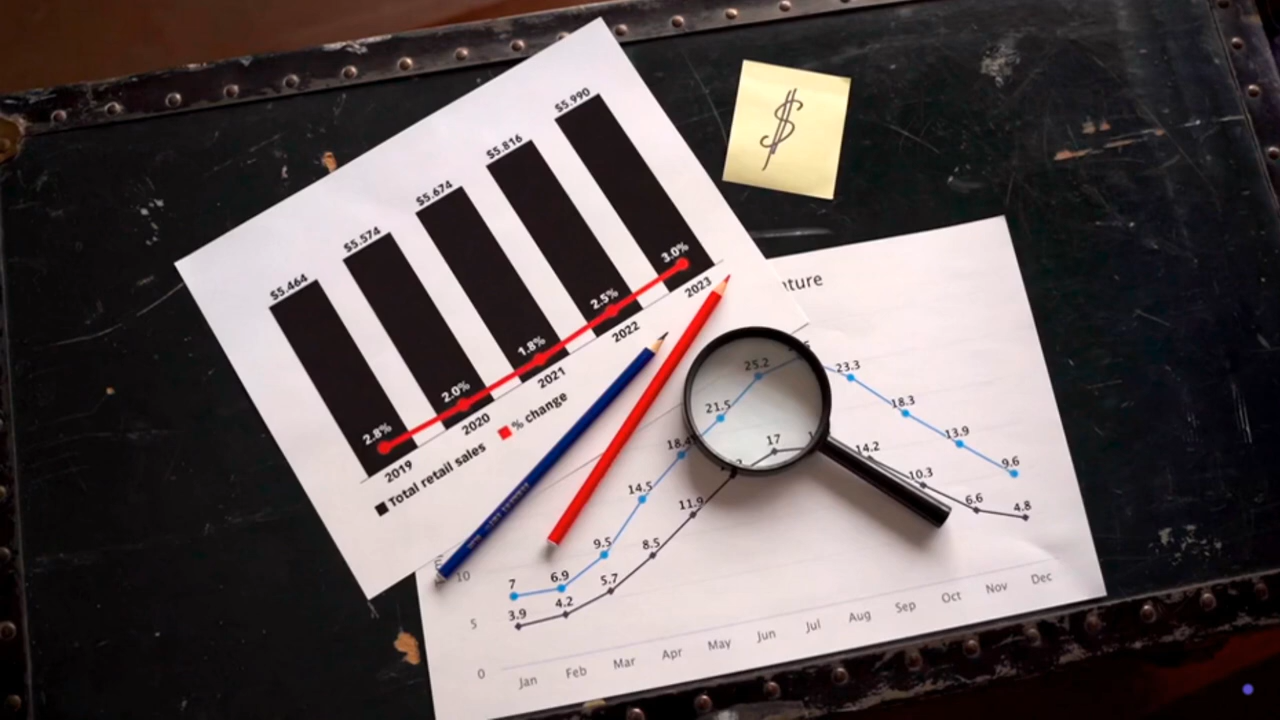 $5.464
$5.574
$5.674
$5.816
$5.990
2.8%
2.0%
1.8%
2.5%
3.0%
2019
2020
2021
2022
2023
Total retail sales
% change
$
7
6.9
9.5
14.5
18.4
21.5
25.2
23.3
18.3
13.9
9.6
3.9
4.2
5.7
8.5
11.9
17
14.2
10.3
6.6
4.8
10
5
0
Jan
Feb
Mar
Apr
May
Jun
Jul
Aug
Sep
Oct
Nov
Dec